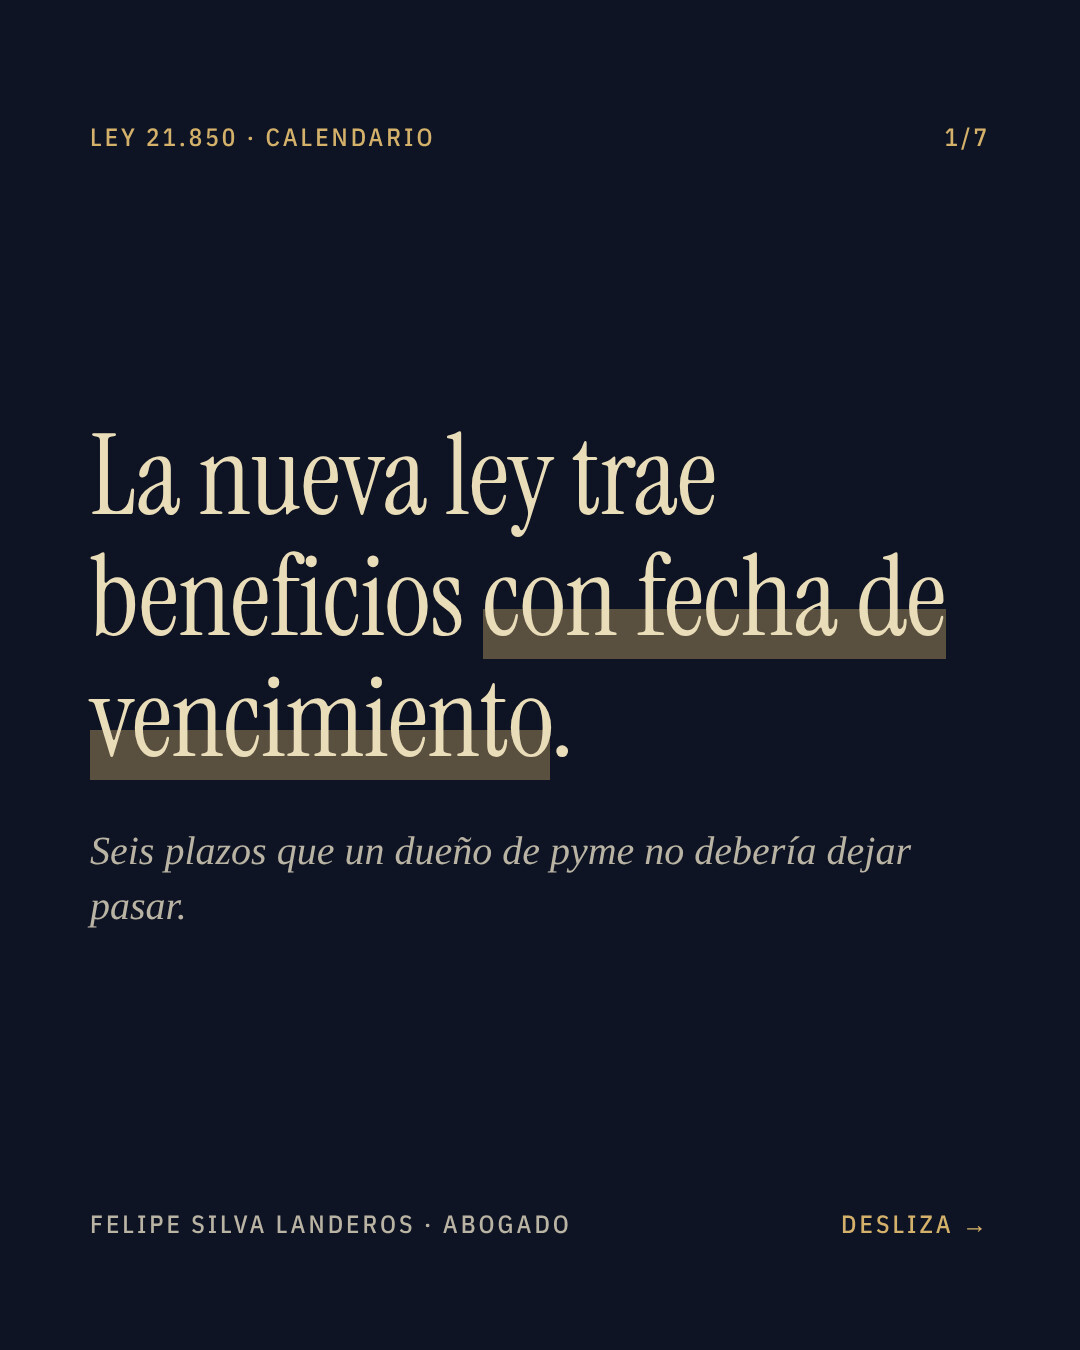 LEY 21.850 · CALENDARIO
1/7
La nueva ley trae
beneficios con fecha de
vencimiento.
Seis plazos que un dueño de pyme no debería dejar
pasar.
FELIPE SILVA LANDEROS · ABOGADO
DESLIZA →